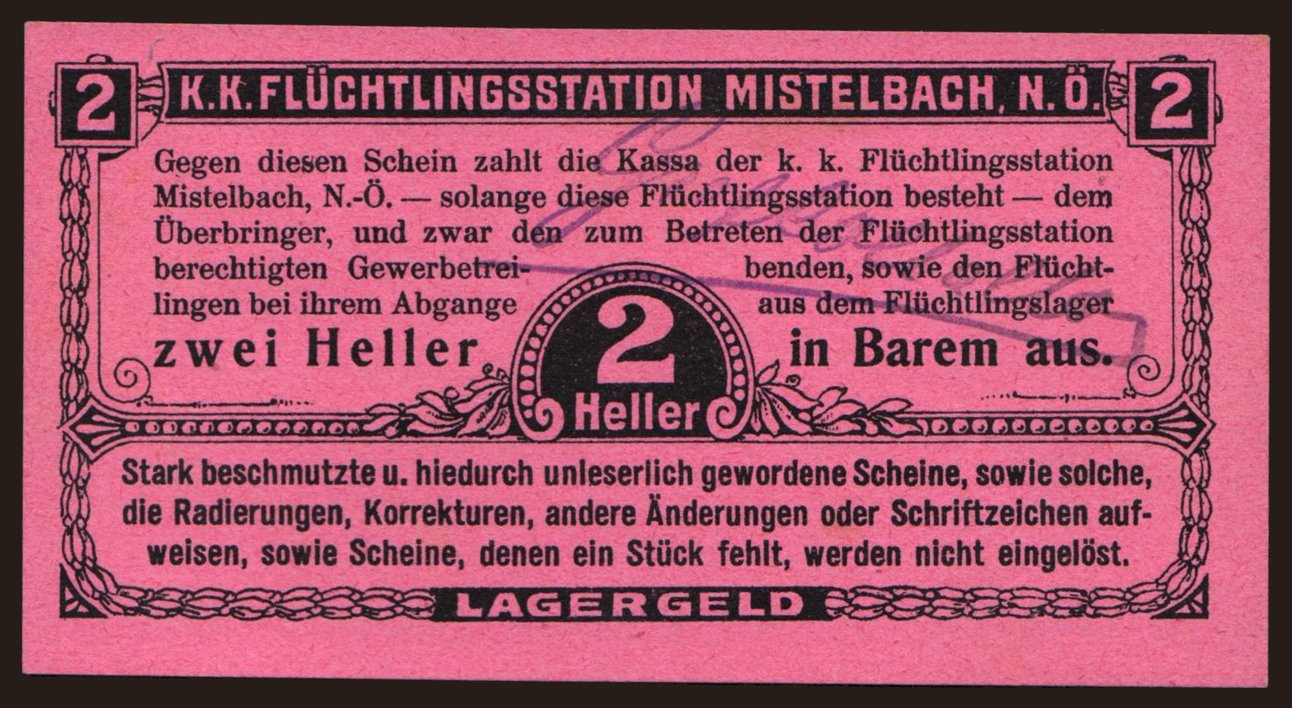 2 K.K. FLÜCHTLINGSSTATION MISTELBACH, N. Ö. 2
Gegen diesen Schein zahlt die Kassa der k. k. Flüchtlingsstation
Mistelbach, N.-Ö. — solange diese Flüchtlingsstation besteht — dem
Überbringer, und zwar den zum Betreten der Flüchtlingsstation
berechtigten Gewerbetrei- benden, sowie den Flücht-
lingen bei ihrem Abgange aus dem Flüchtlingslager
zwei Heller in Barem aus.
2
Heller
Stark beschmutzte u. hiedurch unleserlich gewordene Scheine, sowie solche,
die Radierungen, Korrekturen, andere Änderungen oder Schriftzeichen auf-
weisen, sowie Scheine, denen ein Stück fehlt, werden nicht eingelöst.
LAGERGELD